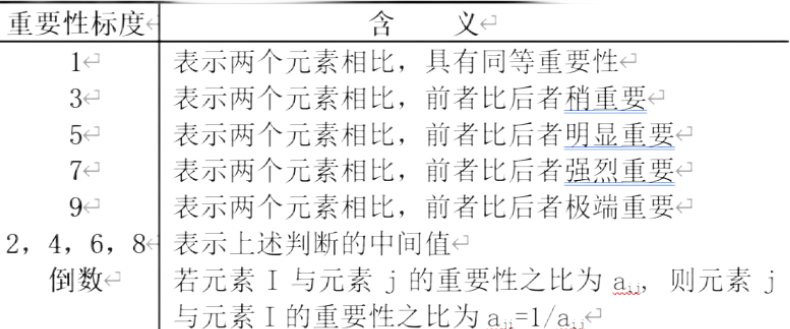 重要性标度 含 义
1 表示两个元素相比，具有同等重要性
3 表示两个元素相比，前者比后者稍重要
5 表示两个元素相比，前者比后者明显重要
7 表示两个元素相比，前者比后者强烈重要
9 表示两个元素相比，前者比后者极端重要
2，4，6，8 表示上述判断的中间值
倒数 若元素 I 与元素 j 的重要性之比为 aij，则元素 j
与元素 I 的重要性之比为 aji=1/aij